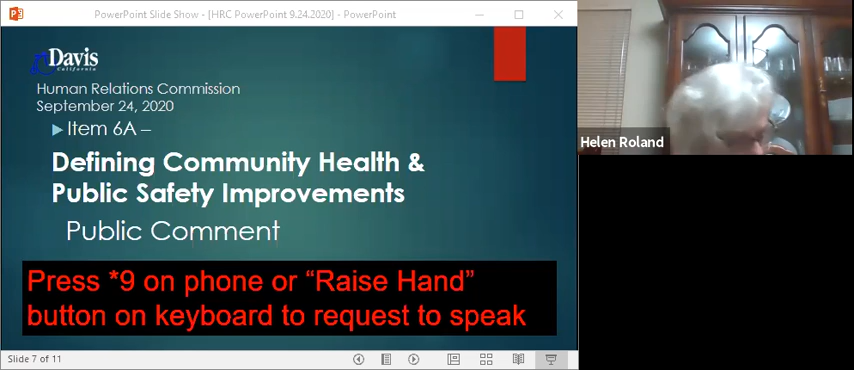 PowerPoint Slide Show - [HRC PowerPoint 9.24.2020] - PowerPoint
Davis
California
Human Relations Commission
September 24, 2020
Item 6A –
Defining Community Health &
Public Safety Improvements
Public Comment
Press *9 on phone or “Raise Hand”
button on keyboard to request to speak
Slide 7 of 11
Helen Roland